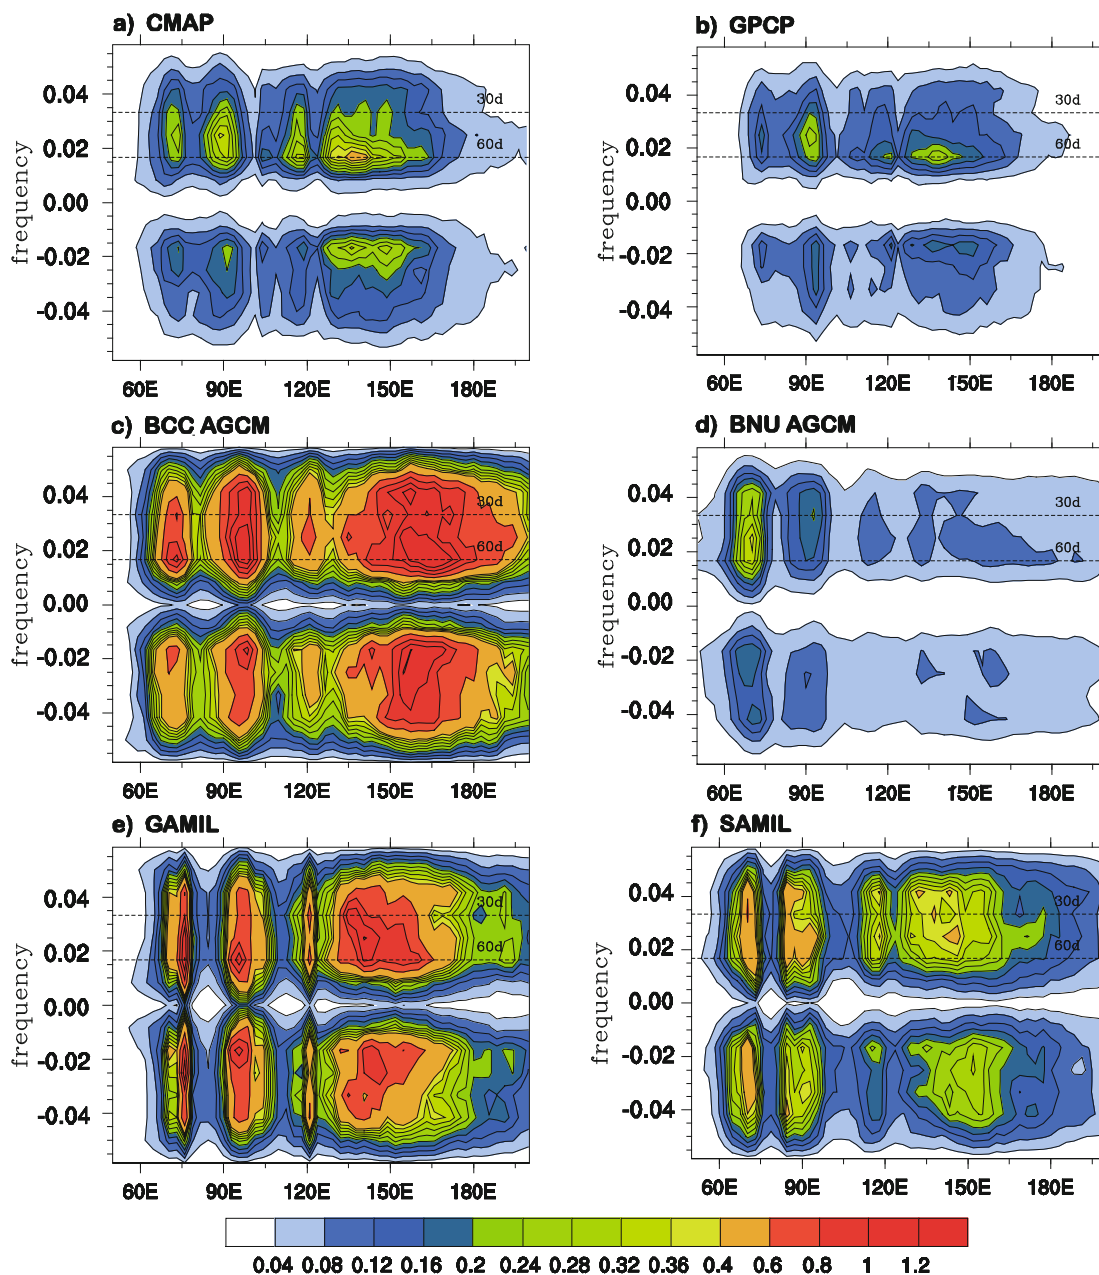 a) CMAP
b) GPCP
0.04
0.02
0.00
-0.02
-0.04
frequency
30d
60d
60E 90E 120E 150E 180E
0.04
0.02
0.00
-0.02
-0.04
frequency
30d
60d
60E 90E 120E 150E 180E
c) BCC AGCM
d) BNU AGCM
0.04
0.02
0.00
-0.02
-0.04
frequency
30d
60d
60E 90E 120E 150E 180E
0.04
0.02
0.00
-0.02
-0.04
frequency
30d
60d
60E 90E 120E 150E 180E
e) GAMIL
f) SAMIL
0.04
0.02
0.00
-0.02
-0.04
frequency
30d
60d
60E 90E 120E 150E 180E
0.04
0.02
0.00
-0.02
-0.04
frequency
30d
60d
60E 90E 120E 150E 180E
0.04 0.08 0.12 0.16 0.2 0.24 0.28 0.32 0.36 0.4 0.6 0.8 1 1.2